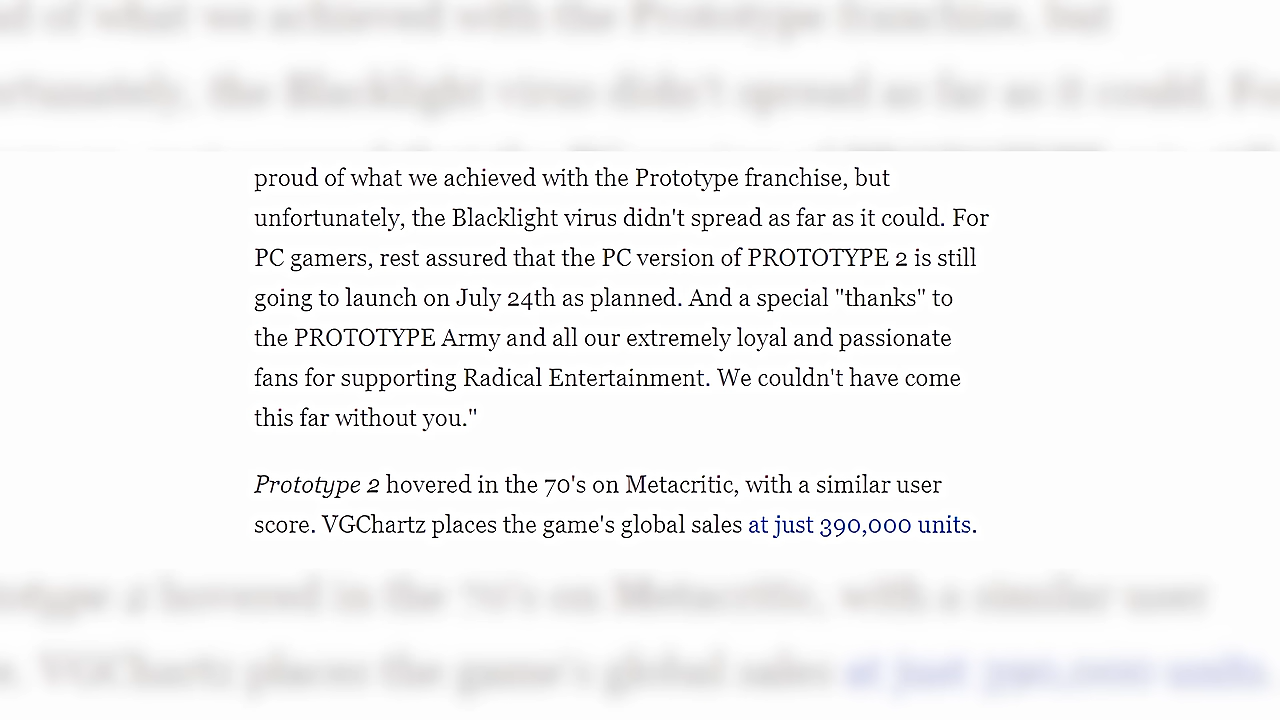 proud of what we achieved with the Prototype franchise, but
unfortunately, the Blacklight virus didn't spread as far as it could. For
PC gamers, rest assured that the PC version of PROTOTYPE 2 is still
going to launch on July 24th as planned. And a special "thanks" to
the PROTOTYPE Army and all our extremely loyal and passionate
fans for supporting Radical Entertainment. We couldn't have come
this far without you."
Prototype 2 hovered in the 70's on Metacritic, with a similar user
score. VGChartz places the game's global sales at just 390,000 units.